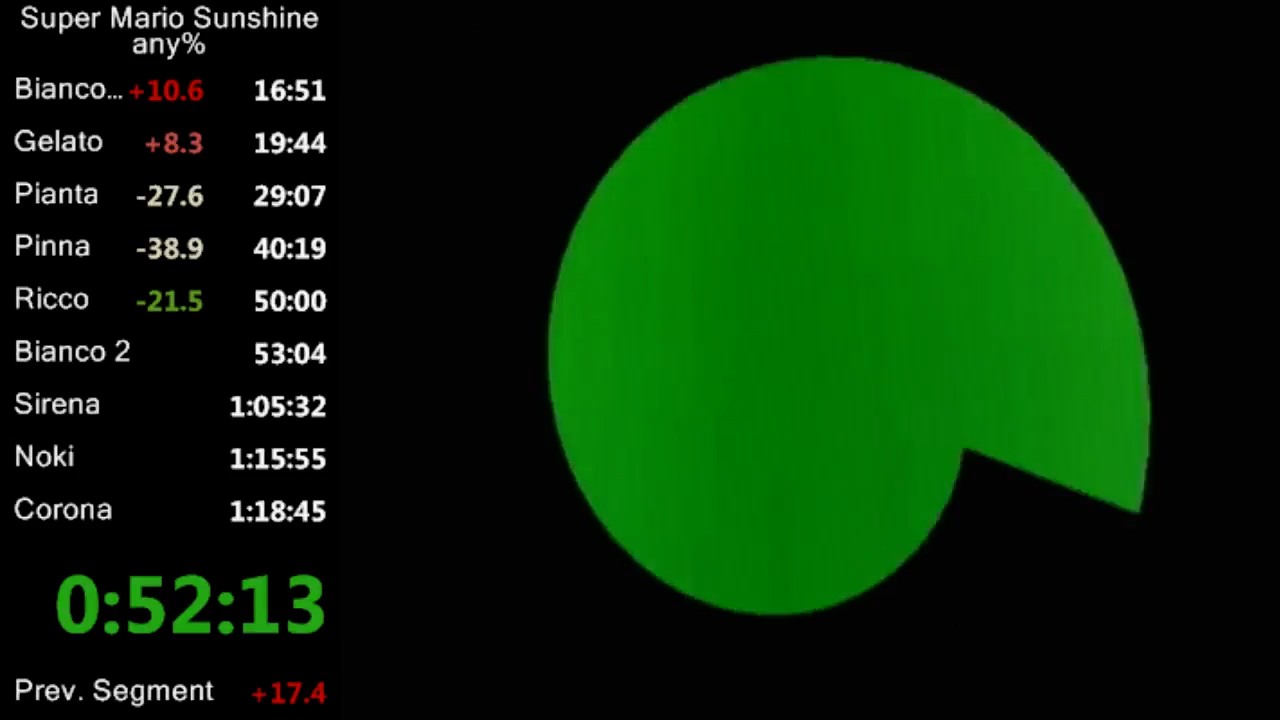 Super Mario Sunshine
any%
Bianco... +10.6 16:51
Gelato +8.3 19:44
Pianta -27.6 29:07
Pinna -38.9 40:19
Ricco -21.5 50:00
Bianco 2 53:04
Sirena 1:05:32
Noki 1:15:55
Corona 1:18:45
0:52:13
Prev. Segment +17.4